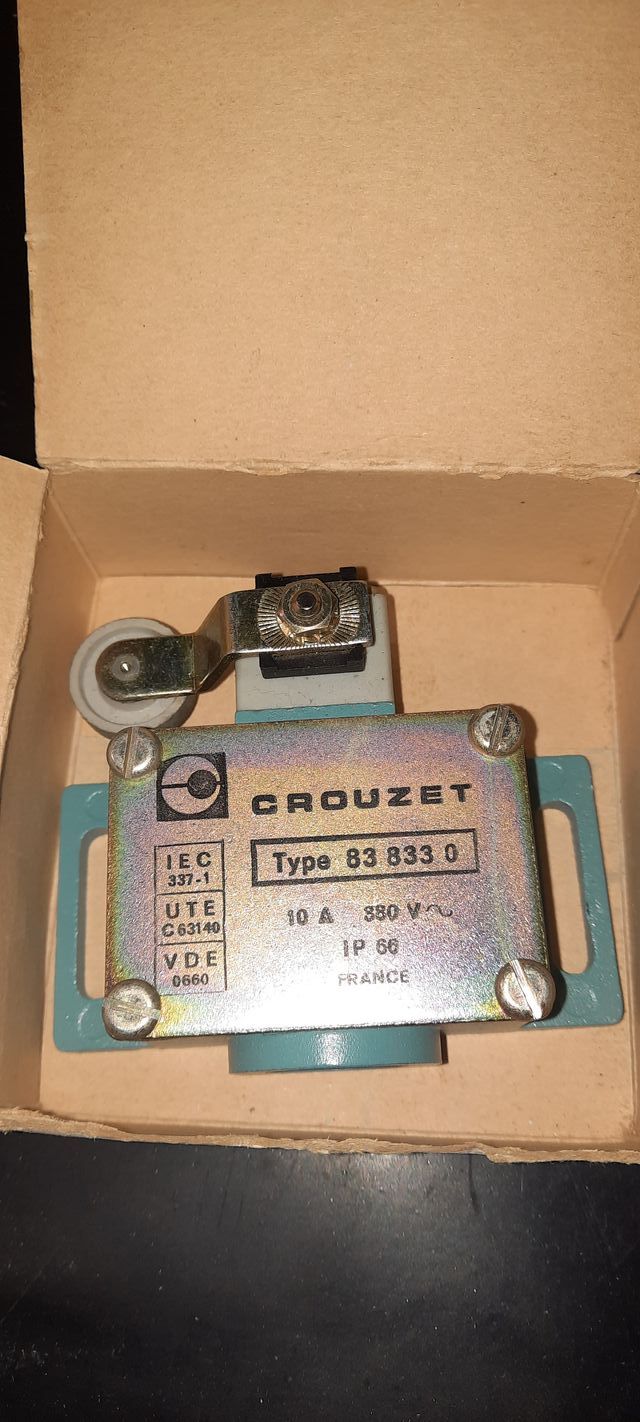 CROUZET
Type 83 833 0
IEC
337-1
UTE
C 63140
VDE
0660
10 A 380 V ~
IP 66
FRANCE